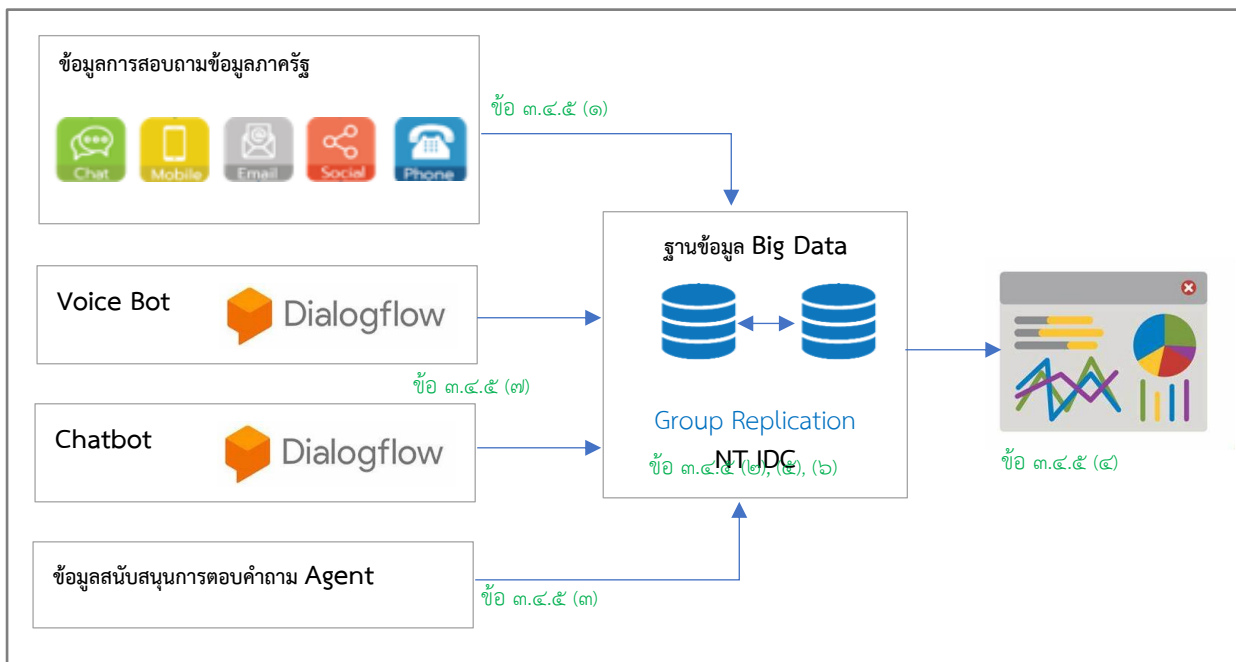 ข้อมูลการสอบถามข้อมูลภาครัฐ
Chat
Mobile
Email
Social
Phone
ข้อ ๓.๔.๕ (๑)
Voice Bot
Dialogflow
ข้อ ๓.๔.๕ (๗)
Chatbot
Dialogflow
ข้อมูลสนับสนุนการตอบคำถาม Agent
ข้อ ๓.๔.๕ (๓)
ฐานข้อมูล Big Data
Group Replication
NT IDC
ข้อ ๓.๔.๕ (๒), (๕), (๖)
ข้อ ๓.๔.๕ (๔)